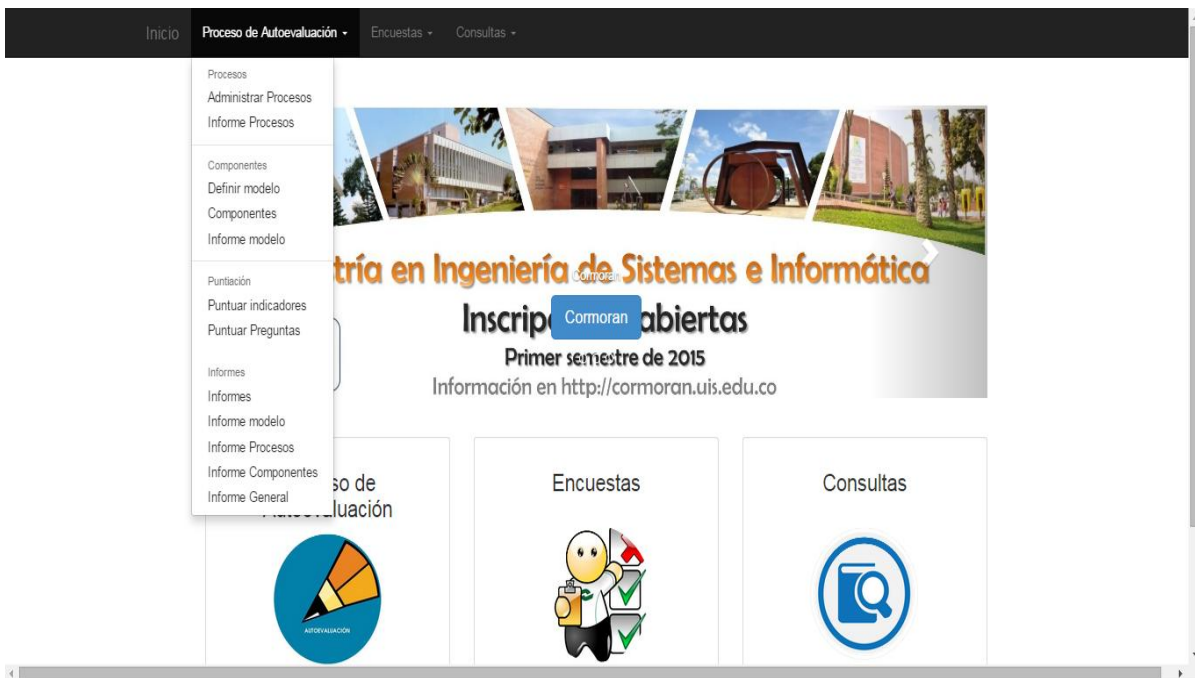 Inicio
Proceso de Autoevaluación
Encuestas
Consultas
Procesos
Administrar Procesos
Informe Procesos
Componentes
Definir modelo
Componentes
Informe modelo
Puntiación
Puntuar indicadores
Puntuar Preguntas
Informes
Informes
Informe modelo
Informe Procesos
Informe Componentes
Informe General
tría en Ingeniería de Sistemas e Informática
Cormoran
Inscrip abiertas
Cormoran
Primer semestre de 2015
Información en http://cormoran.uis.edu.co
so de
Autoevaluación
Encuestas
Consultas
AUTOEVALUACIÓN